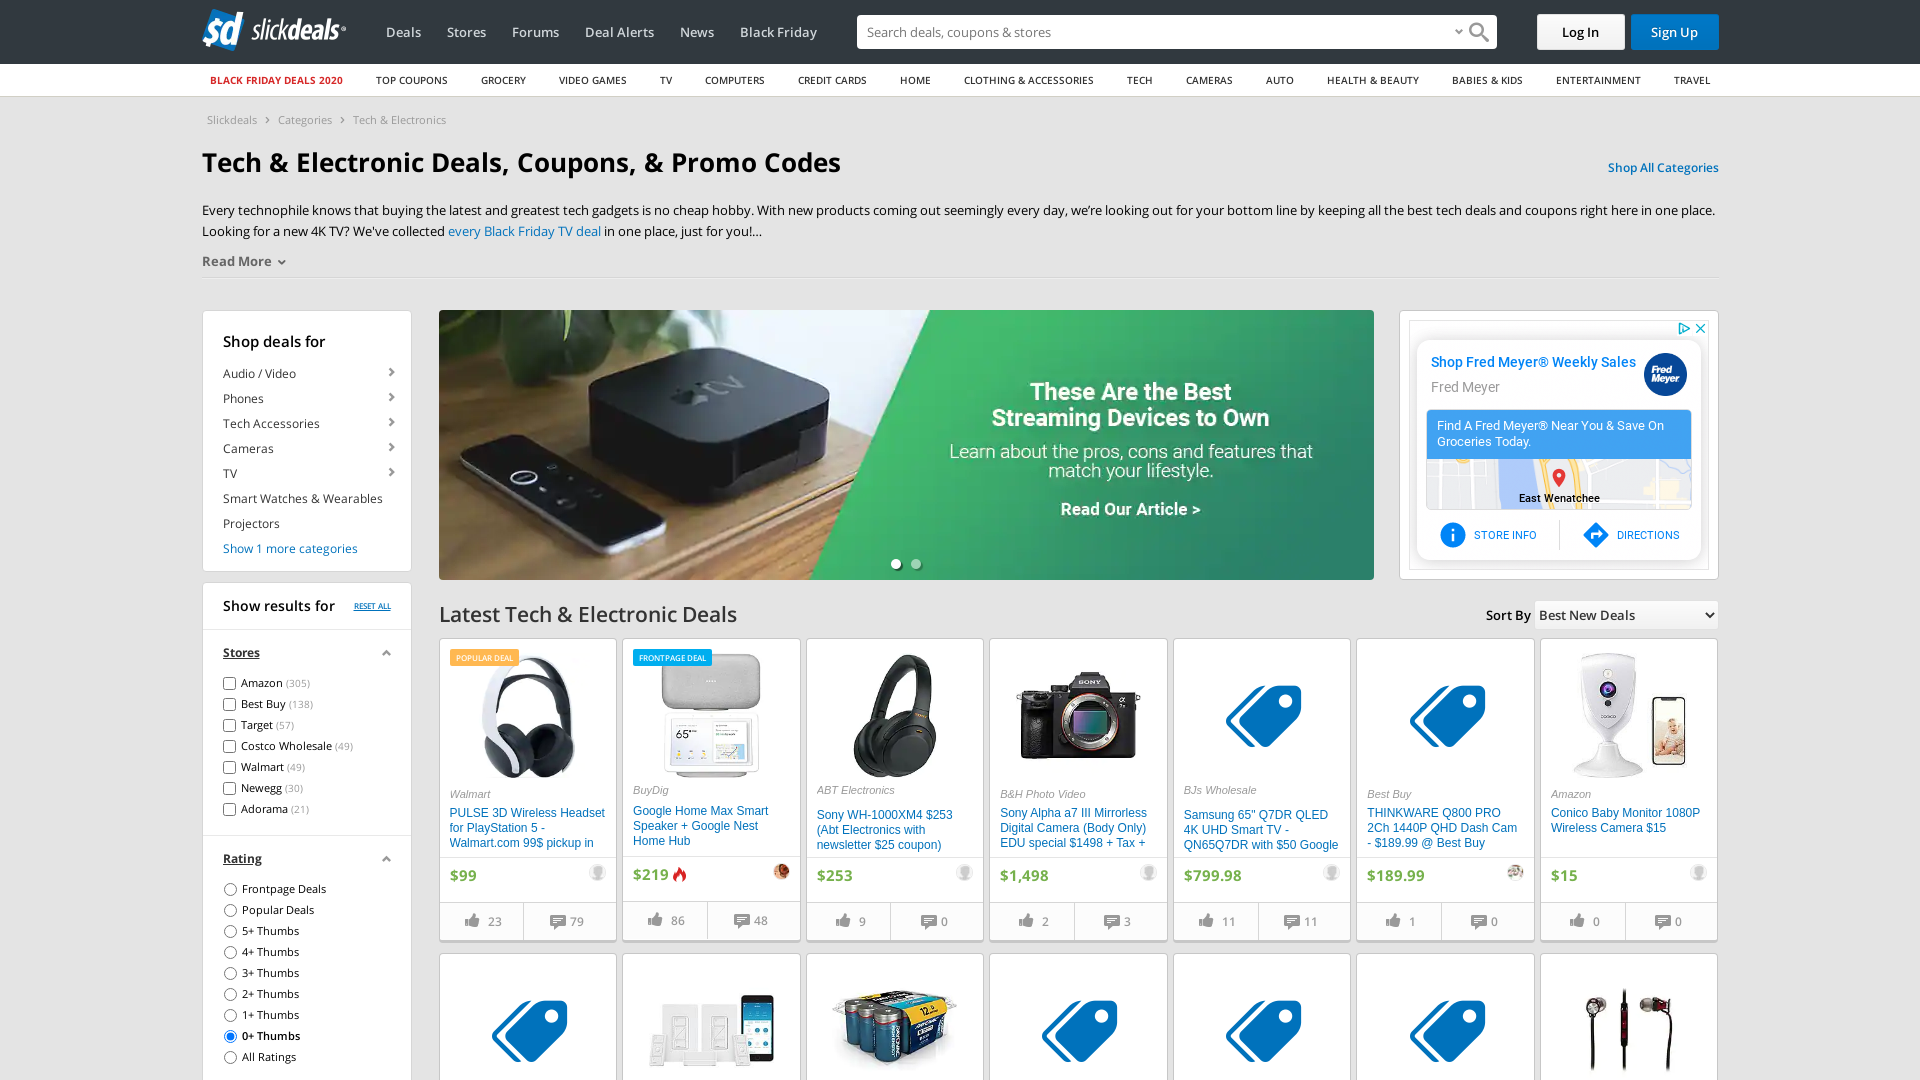 slickdeals
Deals
Stores
Forums
Deal Alerts
News
Black Friday
Search deals, coupons & stores
Log In
Sign Up
BLACK FRIDAY DEALS 2020
TOP COUPONS
GROCERY
VIDEO GAMES
TV
COMPUTERS
CREDIT CARDS
HOME
CLOTHING & ACCESSORIES
TECH
CAMERAS
AUTO
HEALTH & BEAUTY
BABIES & KIDS
ENTERTAINMENT
TRAVEL
Slickdeals > Categories > Tech & Electronics
Tech & Electronic Deals, Coupons, & Promo Codes
Shop All Categories
Every technophile knows that buying the latest and greatest tech gadgets is no cheap hobby. With new products coming out seemingly every day, we're looking out for your bottom line by keeping all the best tech deals and coupons right here in one place.
Looking for a new 4K TV? We've collected every Black Friday TV deal in one place, just for you!...
Read More
Shop deals for
Audio / Video
Phones
Tech Accessories
Cameras
TV
Smart Watches & Wearables
Projectors
Show 1 more categories
Show results for
RESET ALL
Stores
Amazon (305)
Best Buy (138)
Target (57)
Costco Wholesale (49)
Walmart (49)
Newegg (30)
Adorama (21)
Rating
Frontpage Deals
Popular Deals
5+ Thumbs
4+ Thumbs
3+ Thumbs
2+ Thumbs
1+ Thumbs
0+ Thumbs
All Ratings
These Are the Best
Streaming Devices to Own
Learn about the pros, cons and features that
match your lifestyle.
Read Our Article >
Shop Fred Meyer® Weekly Sales
Fred Meyer
Fred
Meyer
Find A Fred Meyer® Near You & Save On
Groceries Today.
East Wenatchee
STORE INFO
DIRECTIONS
Latest Tech & Electronic Deals
Sort By
Best New Deals
POPULAR DEAL
Walmart
PULSE 3D Wireless Headset
for PlayStation 5 -
Walmart.com 99$ pickup in
$99
23
79
FRONTPAGE DEAL
BuyDig
Google Home Max Smart
Speaker + Google Nest
Home Hub
$219
86
48
ABT Electronics
Sony WH-1000XM4 $253
(Abt Electronics with
newsletter $25 coupon)
$253
9
0
SONY
B&H Photo Video
Sony Alpha a7 III Mirrorless
Digital Camera (Body Only)
EDU special $1498 + Tax +
$1,498
2
3
BJs Wholesale
Samsung 65" Q7DR QLED
4K UHD Smart TV -
QN65Q7DR with $50 Google
$799.98
11
11
Best Buy
THINKWARE Q800 PRO
2Ch 1440P QHD Dash Cam
- $189.99 @ Best Buy
$189.99
1
0
Amazon
Conico Baby Monitor 1080P
Wireless Camera $15
$15
0
0